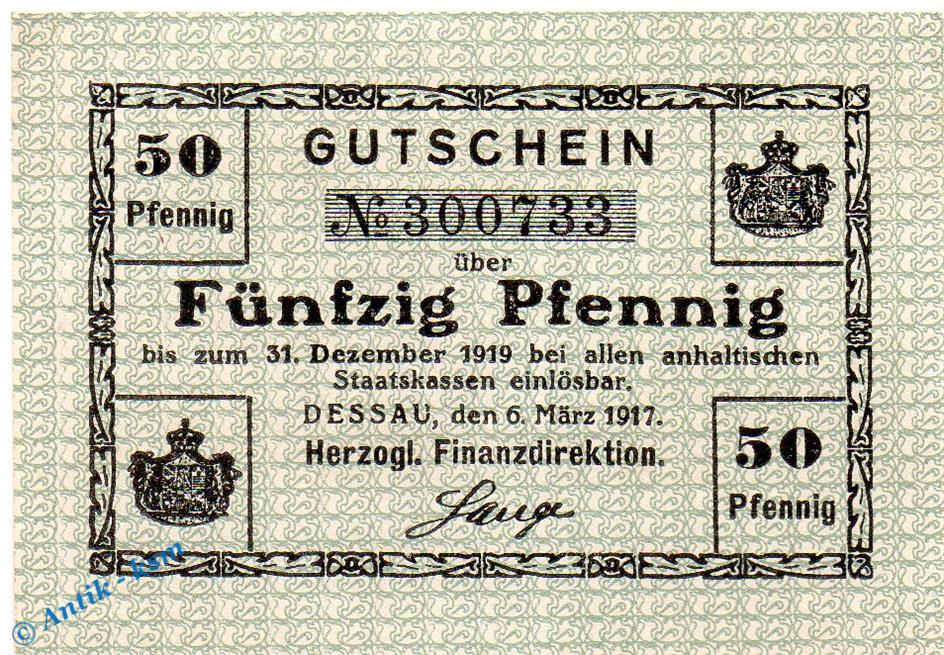 50
Pfennig
GUTSCHEIN
№ 300733
über
Fünfzig Pfennig
bis zum 31. Dezember 1919 bei allen anhaltischen
Staatskassen einlösbar.
DESSAU, den 6. März 1917.
Herzogl. Finanzdirektion.
Lange
50
Pfennig
© Antik - ksm